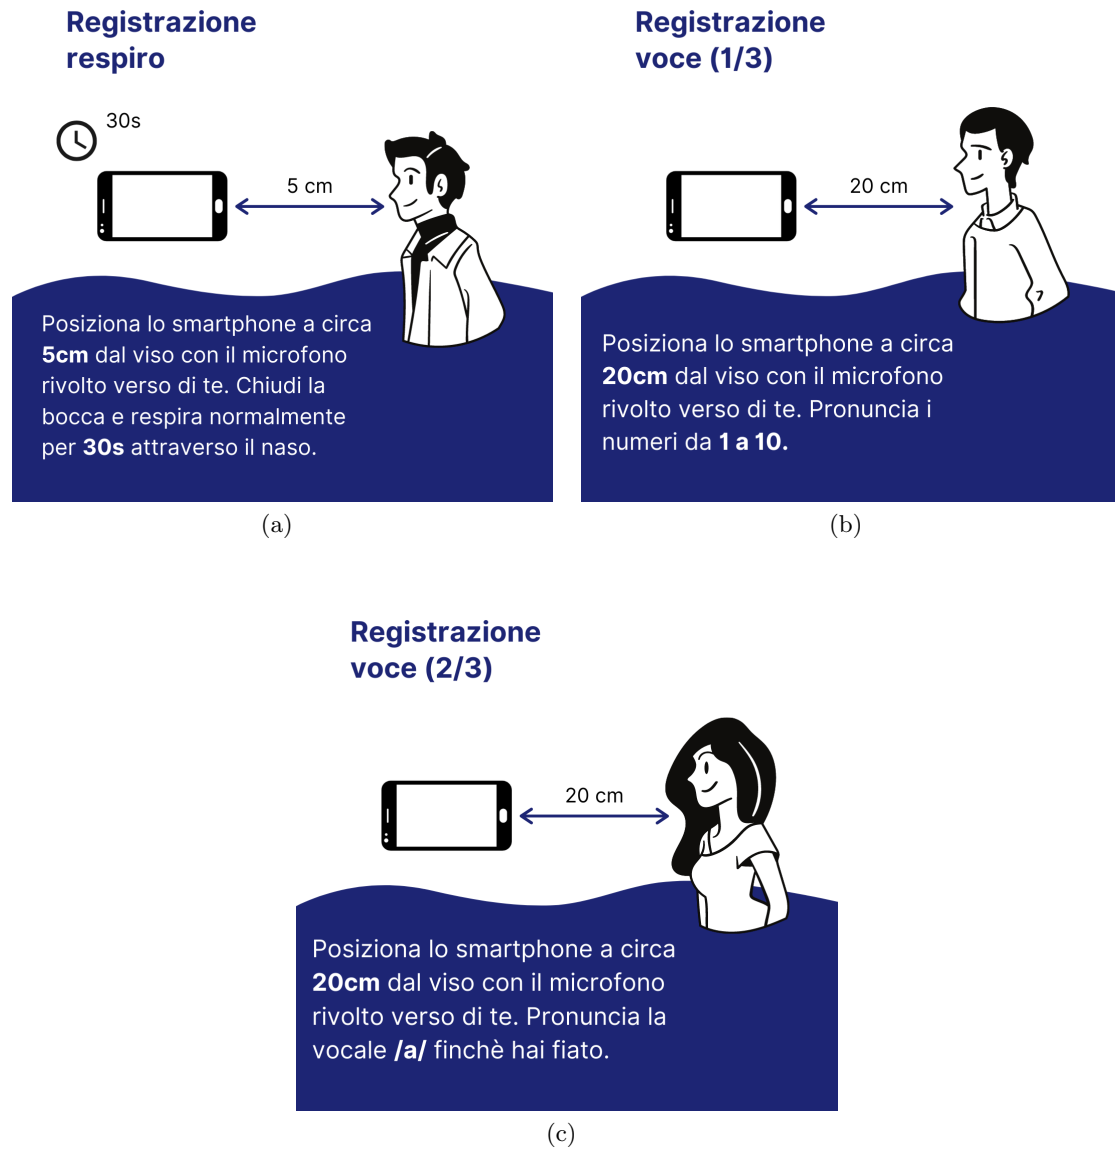 Registrazione
respiro
30s
5 cm
Posiziona lo smartphone a circa
5cm dal viso con il microfono
rivolto verso di te. Chiudi la
bocca e respira normalmente
per 30s attraverso il naso.
(a)
Registrazione
voce (1/3)
20 cm
Posiziona lo smartphone a circa
20cm dal viso con il microfono
rivolto verso di te. Pronuncia i
numeri da 1 a 10.
(b)
Registrazione
voce (2/3)
20 cm
Posiziona lo smartphone a circa
20cm dal viso con il microfono
rivolto verso di te. Pronuncia la
vocale /a/ finchè hai fiato.
(c)